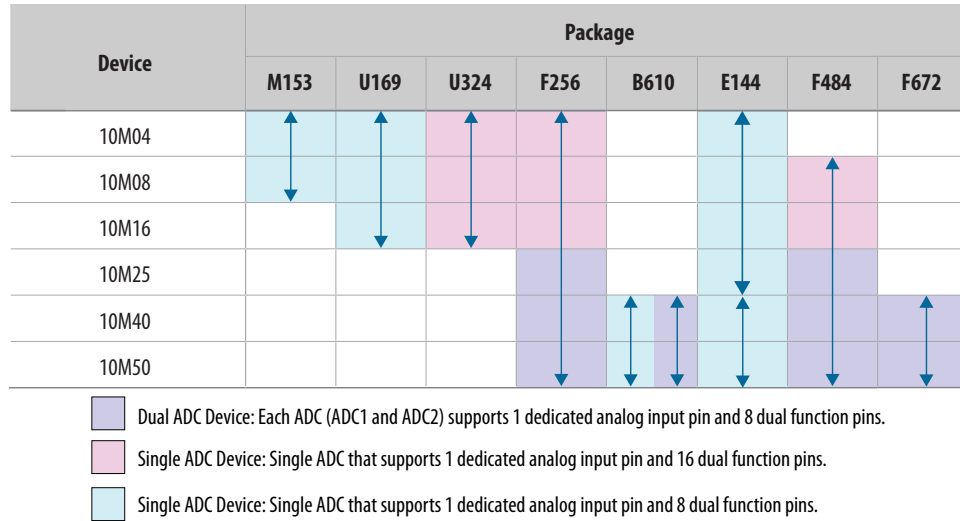 Device
Package
M153 U169 U324 F256 B610 E144 F484 F672
10M04
10M08
10M16
10M25
10M40
10M50
Dual ADC Device: Each ADC (ADC1 and ADC2) supports 1 dedicated analog input pin and 8 dual function pins.
Single ADC Device: Single ADC that supports 1 dedicated analog input pin and 16 dual function pins.
Single ADC Device: Single ADC that supports 1 dedicated analog input pin and 8 dual function pins.